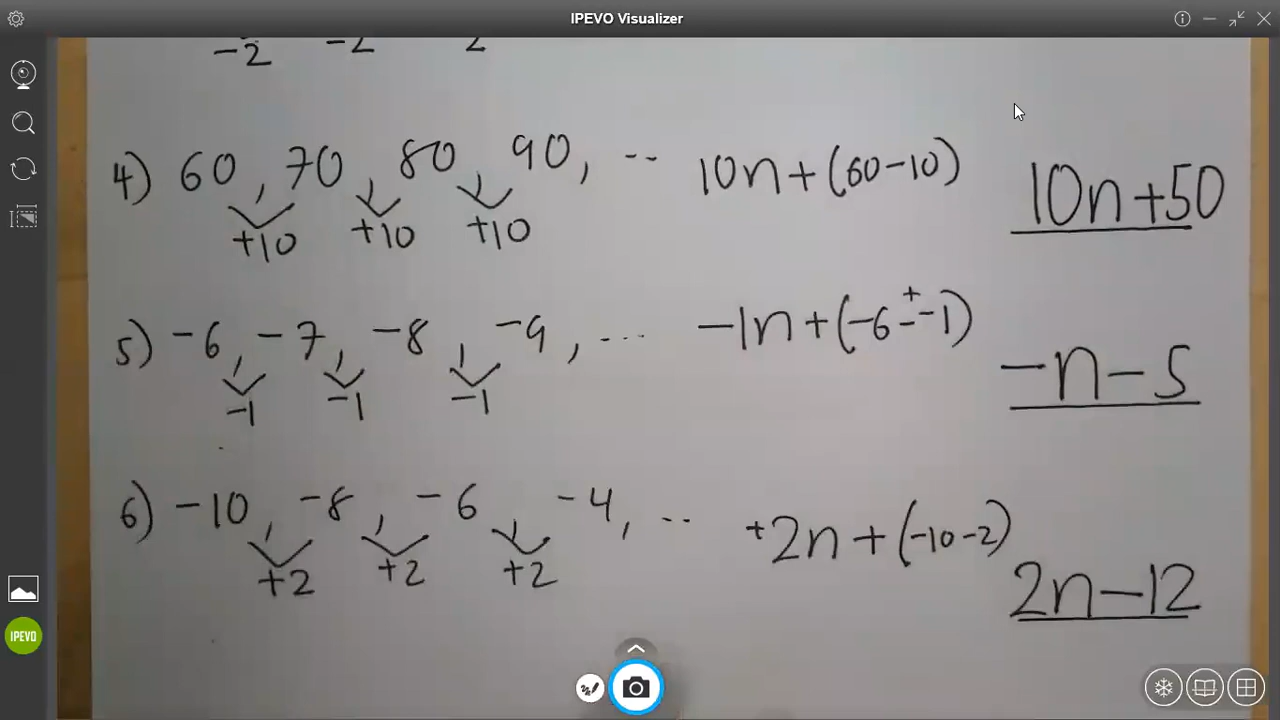 IPEVO Visualizer
-2 -2 2
4) 60, 70, 80, 90, .. 10n+(60-10) 10n+50
+10 +10 +10
5) -6, -7, -8, -9, ... -1n+(-6-+-1) -n-5
-1 -1 -1
6) -10, -8, -6, -4, .. +2n+(-10-2) 2n-12
+2 +2 +2
IPEVO